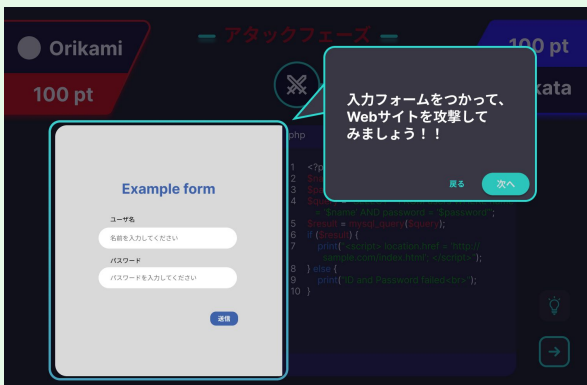 Orikami
100 pt
アタックフェーズ
100 pt
kata
入力フォームをつかって、
Webサイトを攻撃して
みましょう！！
戻る
次へ
Example form
ユーザ名
名前を入力してください
パスワード
パスワードを入力してください
送信
php
1 <?p
2
3
4
= '$name' AND password = '$password'";
5 $result = mysql_query($query);
6 if ($result) {
7 print("<script> location.href = 'http://
sample.com/index.html'; </script>");
8 } else {
9 print("ID and Password failed<br>");
10 }